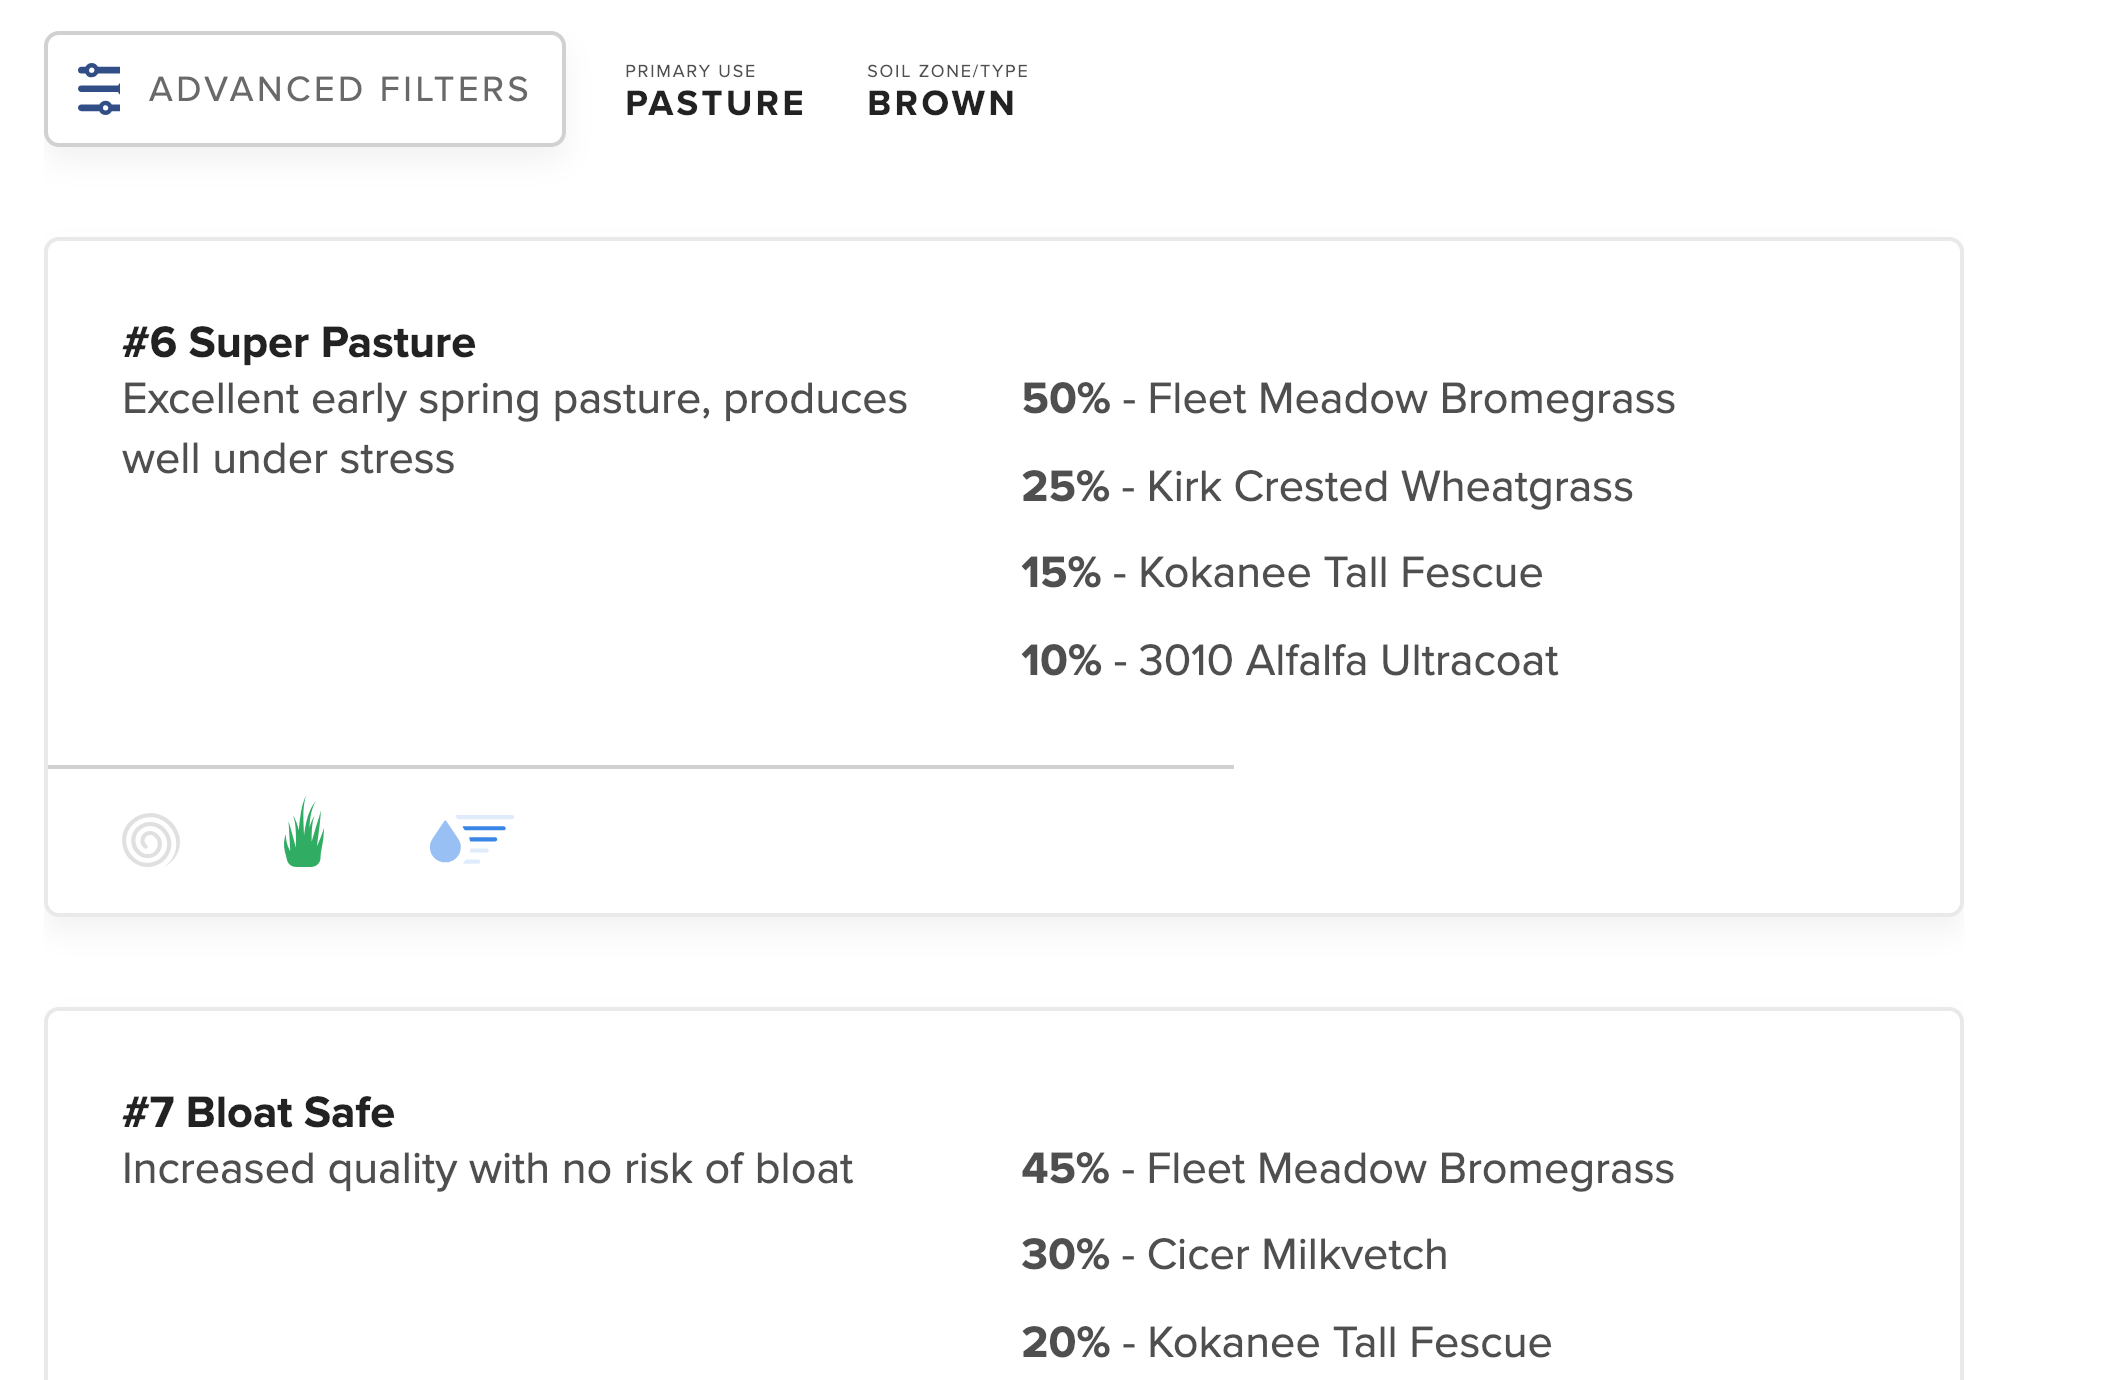 ADVANCED FILTERS
PRIMARY USE
PASTURE
SOIL ZONE/TYPE
BROWN
#6 Super Pasture
Excellent early spring pasture, produces
well under stress
50% - Fleet Meadow Bromegrass
25% - Kirk Crested Wheatgrass
15% - Kokanee Tall Fescue
10% - 3010 Alfalfa Ultracoat
#7 Bloat Safe
Increased quality with no risk of bloat
45% - Fleet Meadow Bromegrass
30% - Cicer Milkvetch
20% - Kokanee Tall Fescue